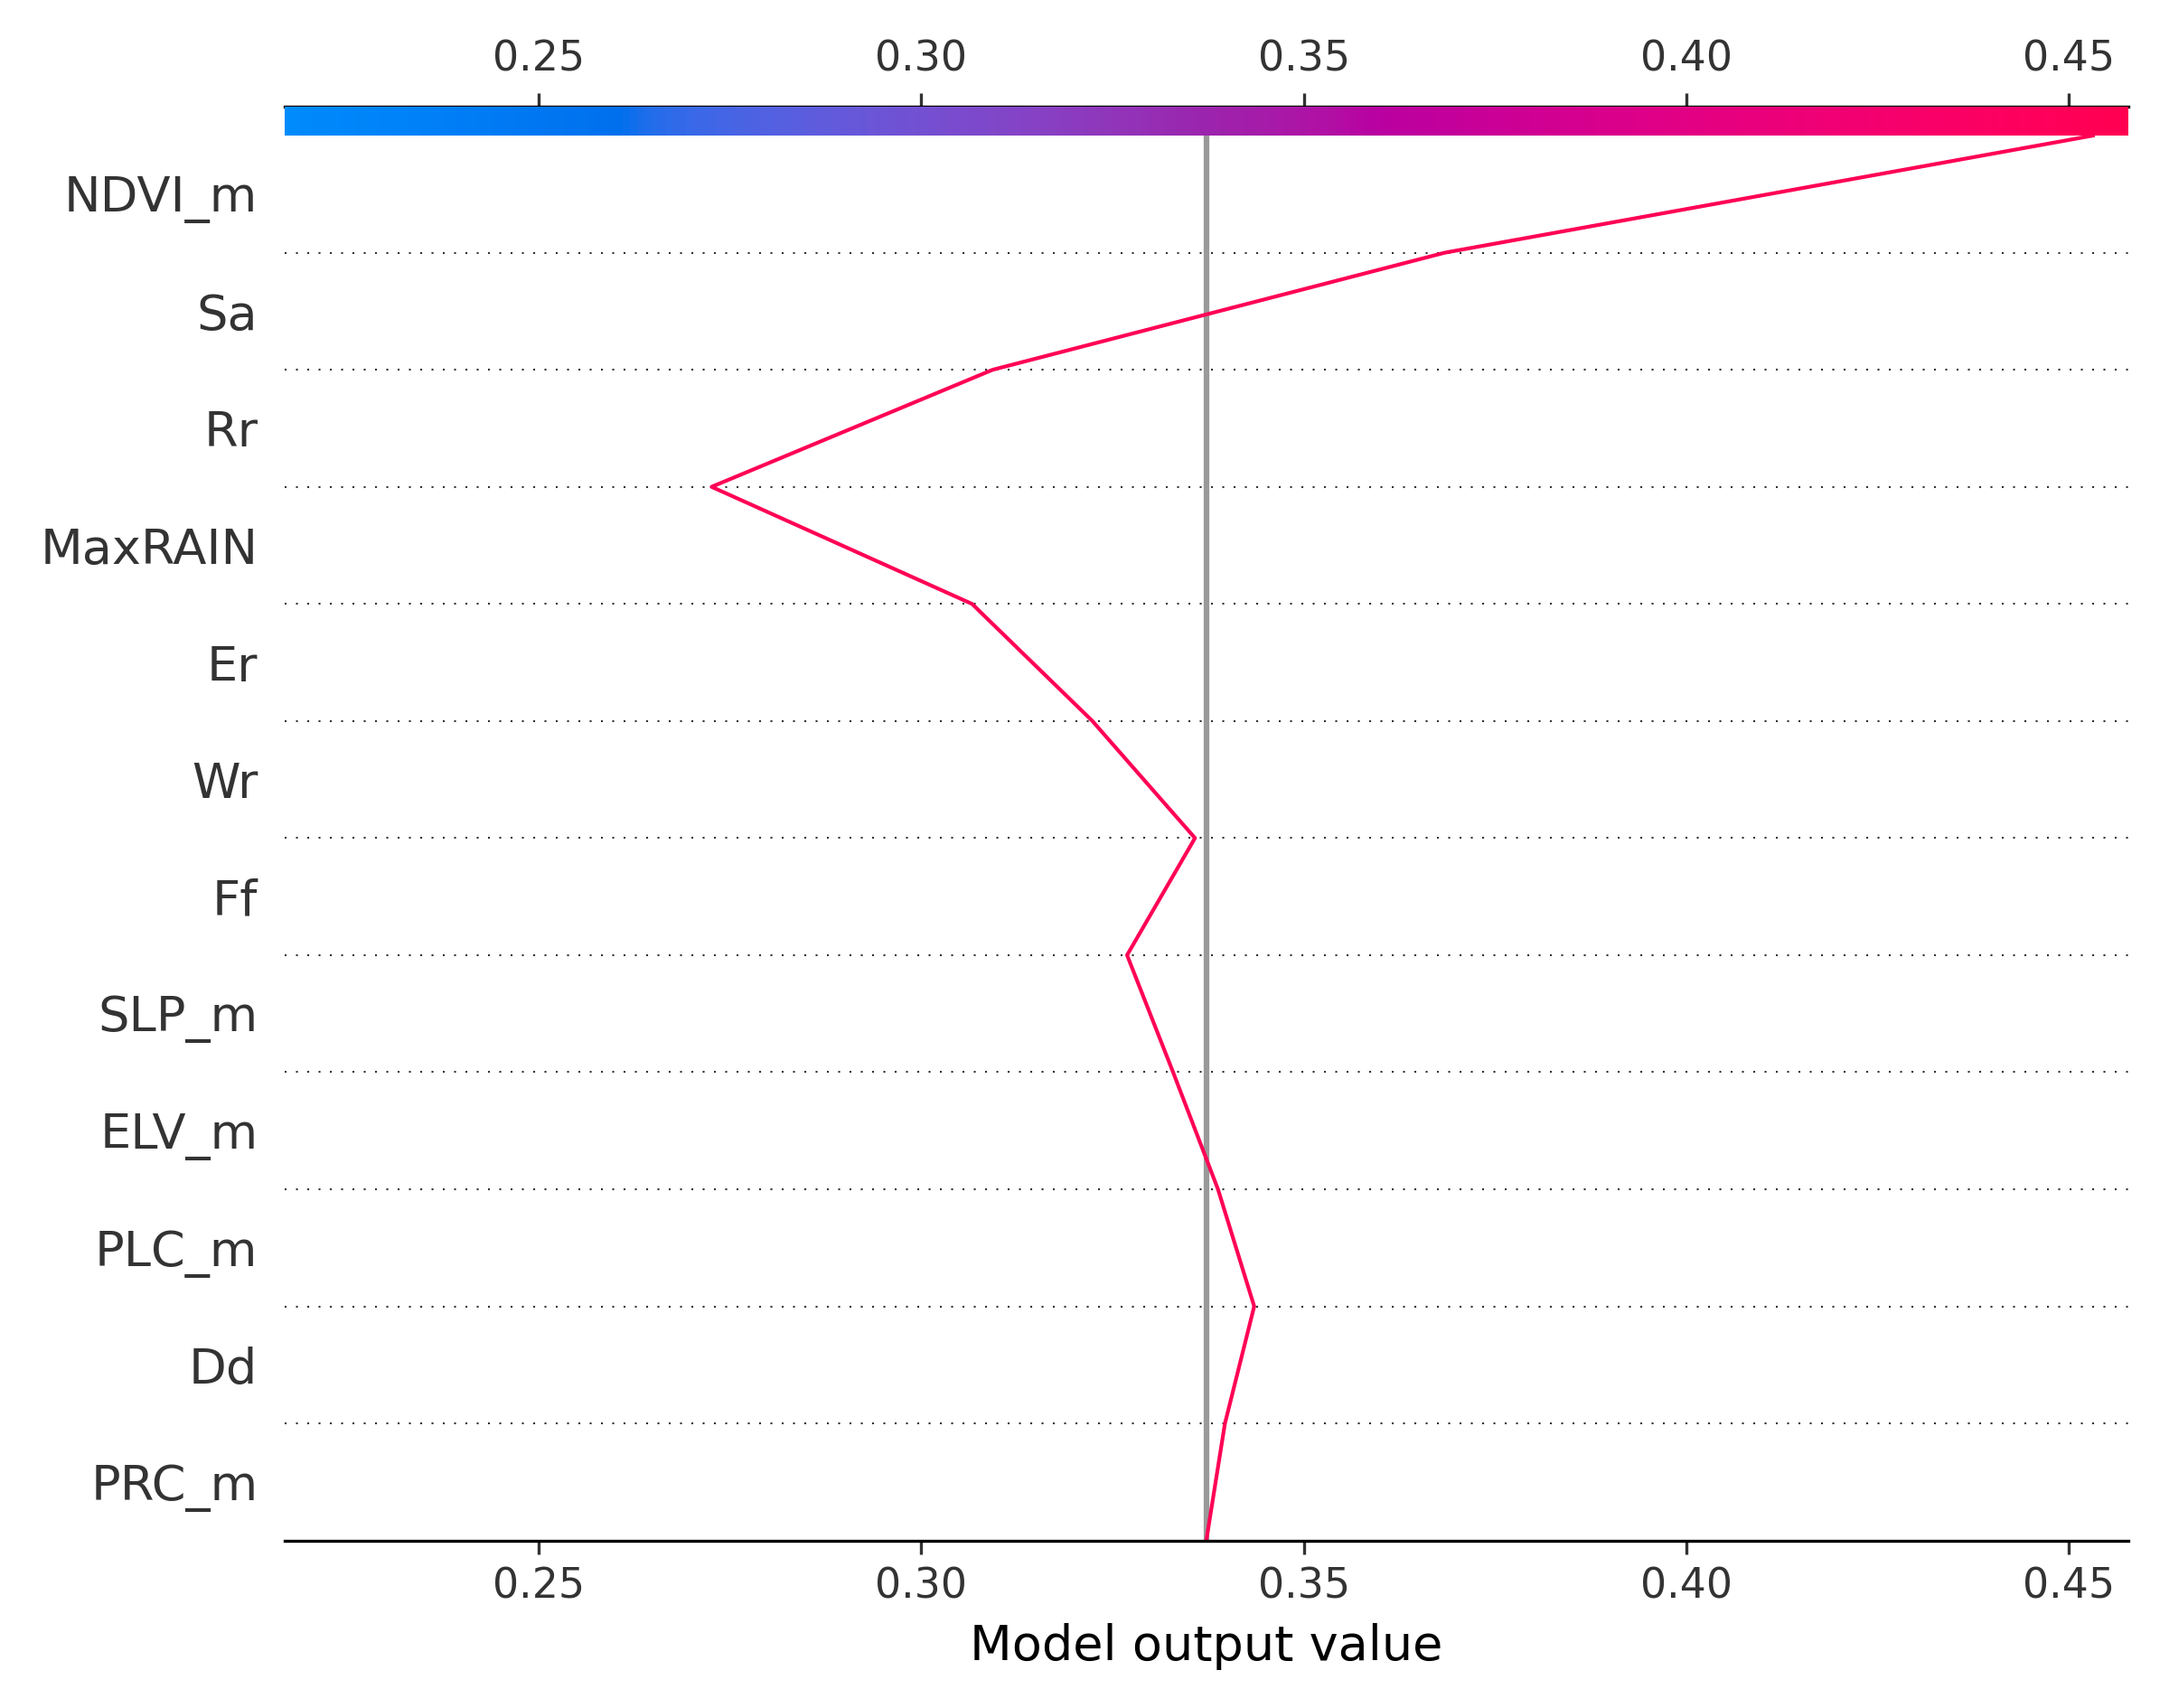 0.25 0.30 0.35 0.40 0.45
NDVI_m
Sa
Rr
MaxRAIN
Er
Wr
Ff
SLP_m
ELV_m
PLC_m
Dd
PRC_m
0.25 0.30 0.35 0.40 0.45
Model output value